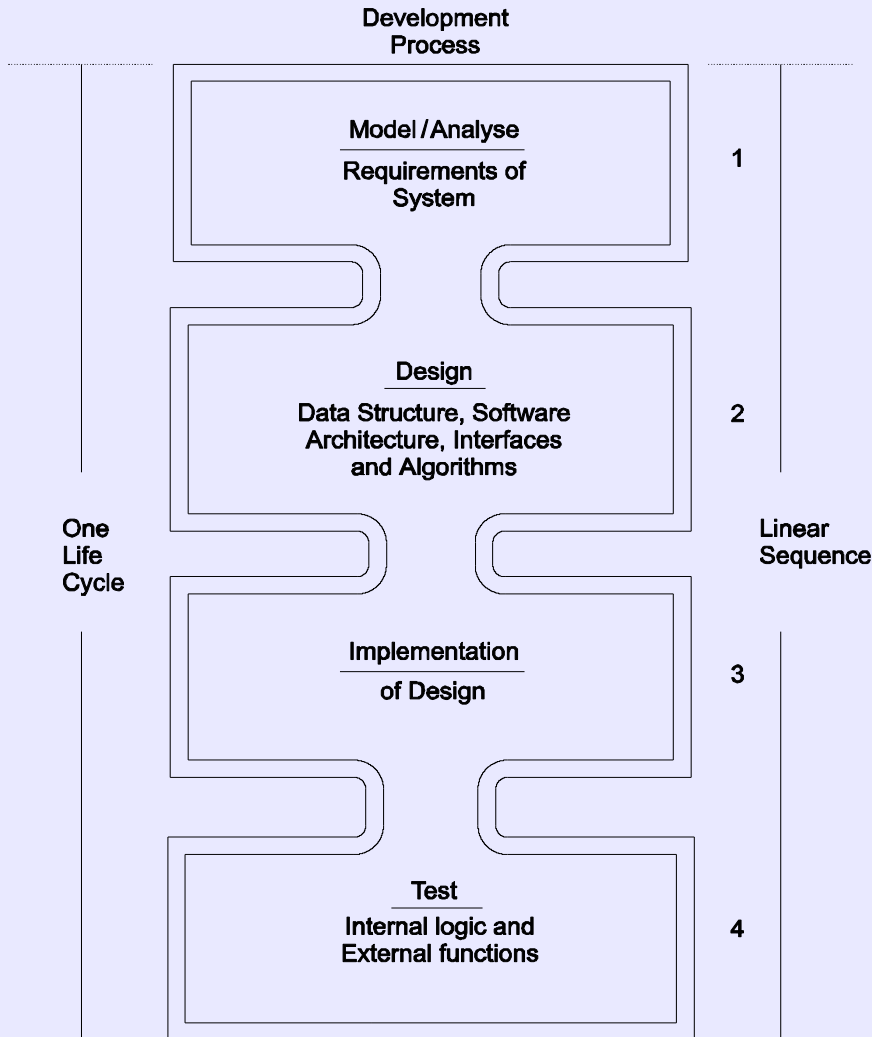 Development
Process
Model/Analyse
Requirements of
System
1
Design
Data Structure, Software
Architecture, Interfaces
and Algorithms
2
One
Life
Cycle
Linear
Sequence
Implementation
of Design
3
Test
Internal logic and
External functions
4